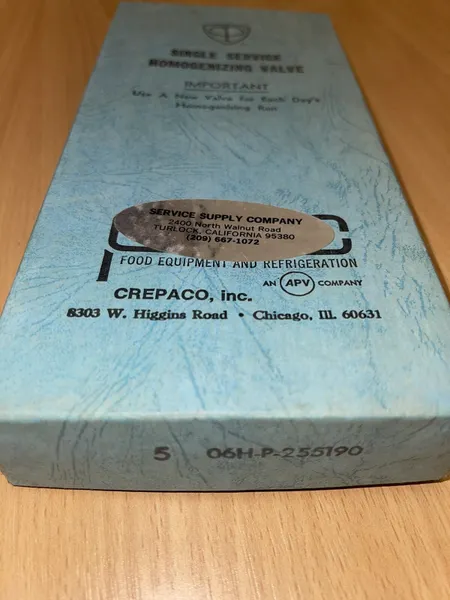 SINGLE SERVICE
HOMOGENIZING VALVE
IMPORTANT
Use A New Valve for Each Day's
Homogenizing Run
SERVICE SUPPLY COMPANY
2400 North Walnut Road
TURLOCK, CALIFORNIA 95380
(209) 667-1072
FOOD EQUIPMENT AND REFRIGERATION
AN APV COMPANY
CREPACO, inc.
8303 W. Higgins Road • Chicago, Ill. 60631
5 06H-P-255190